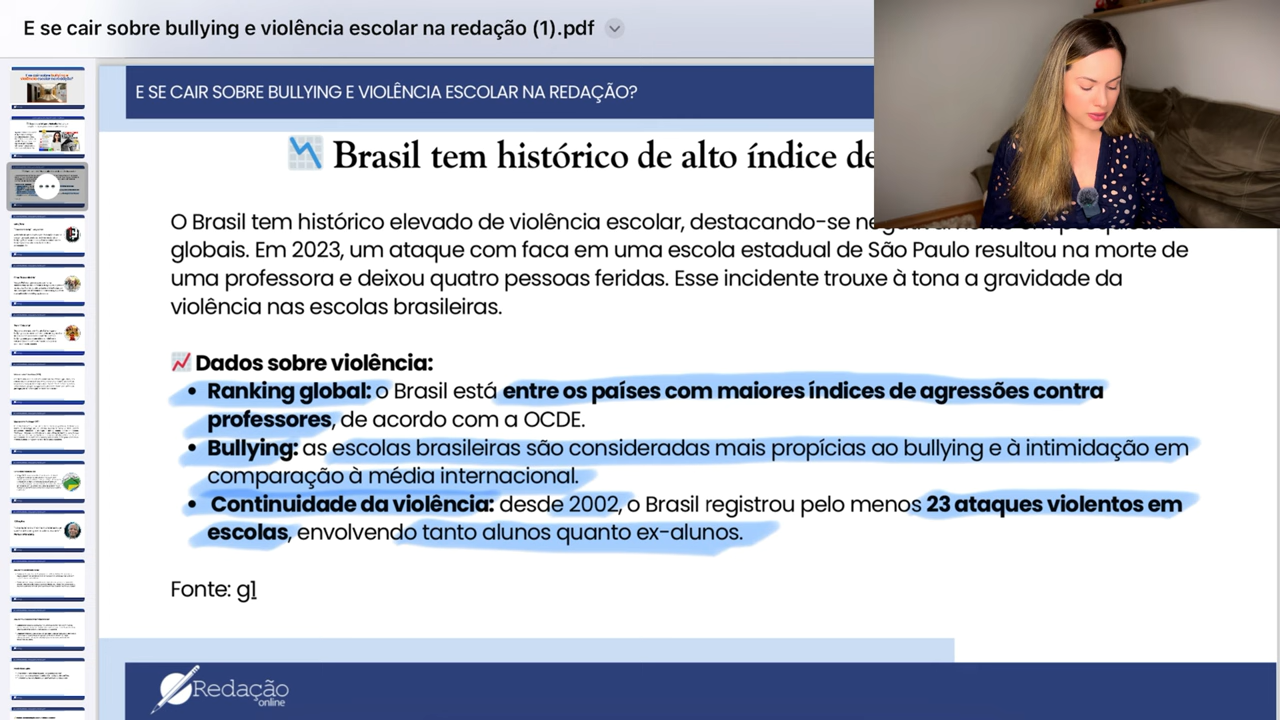 E se cair sobre bullying e violência escolar na redação (1).pdf
E SE CAIR SOBRE BULLYING E VIOLÊNCIA ESCOLAR NA REDAÇÃO?
Brasil tem histórico de alto índice de
O Brasil tem histórico elevado de violência escolar, destacando-se
globais. Em 2023, um ataque com faca em uma escola estadual de São Paulo resultou na morte de
uma professora e deixou quatro pessoas feridas. Esse incidente trouxe à tona a gravidade da
violência nas escolas brasileiras.
Dados sobre violência:
• Ranking global: o Brasil está entre os países com maiores índices de agressões contra
professores, de acordo com a OCDE.
• Bullying: as escolas brasileiras são consideradas mais propícias ao bullying e à intimidação em
comparação à média internacional.
• Continuidade da violência: desde 2002, o Brasil registrou pelo menos 23 ataques violentos em
escolas, envolvendo tanto alunos quanto ex-alunos.
Fonte: g1
Redação
online